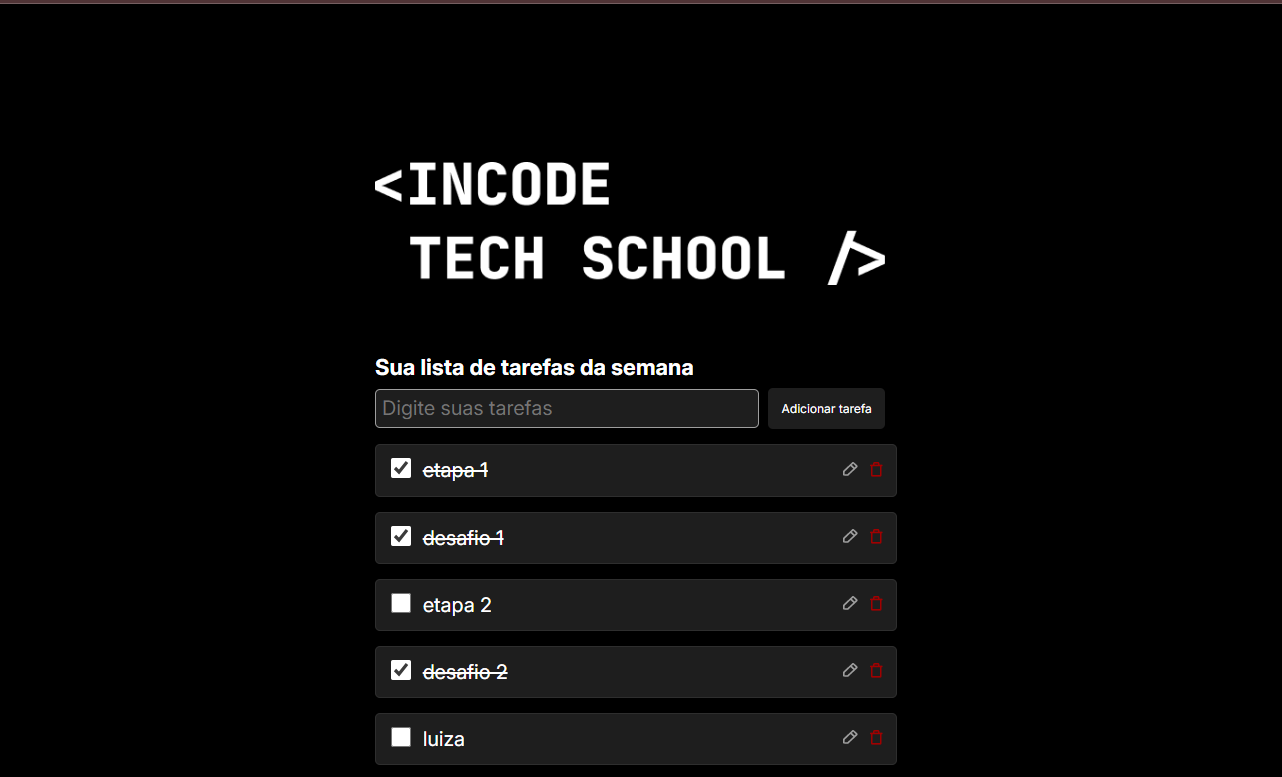 <INCODE
TECH SCHOOL />
Sua lista de tarefas da semana
Digite suas tarefas
Adicionar tarefa
etapa 1
desafio 1
etapa 2
desafio 2
luiza